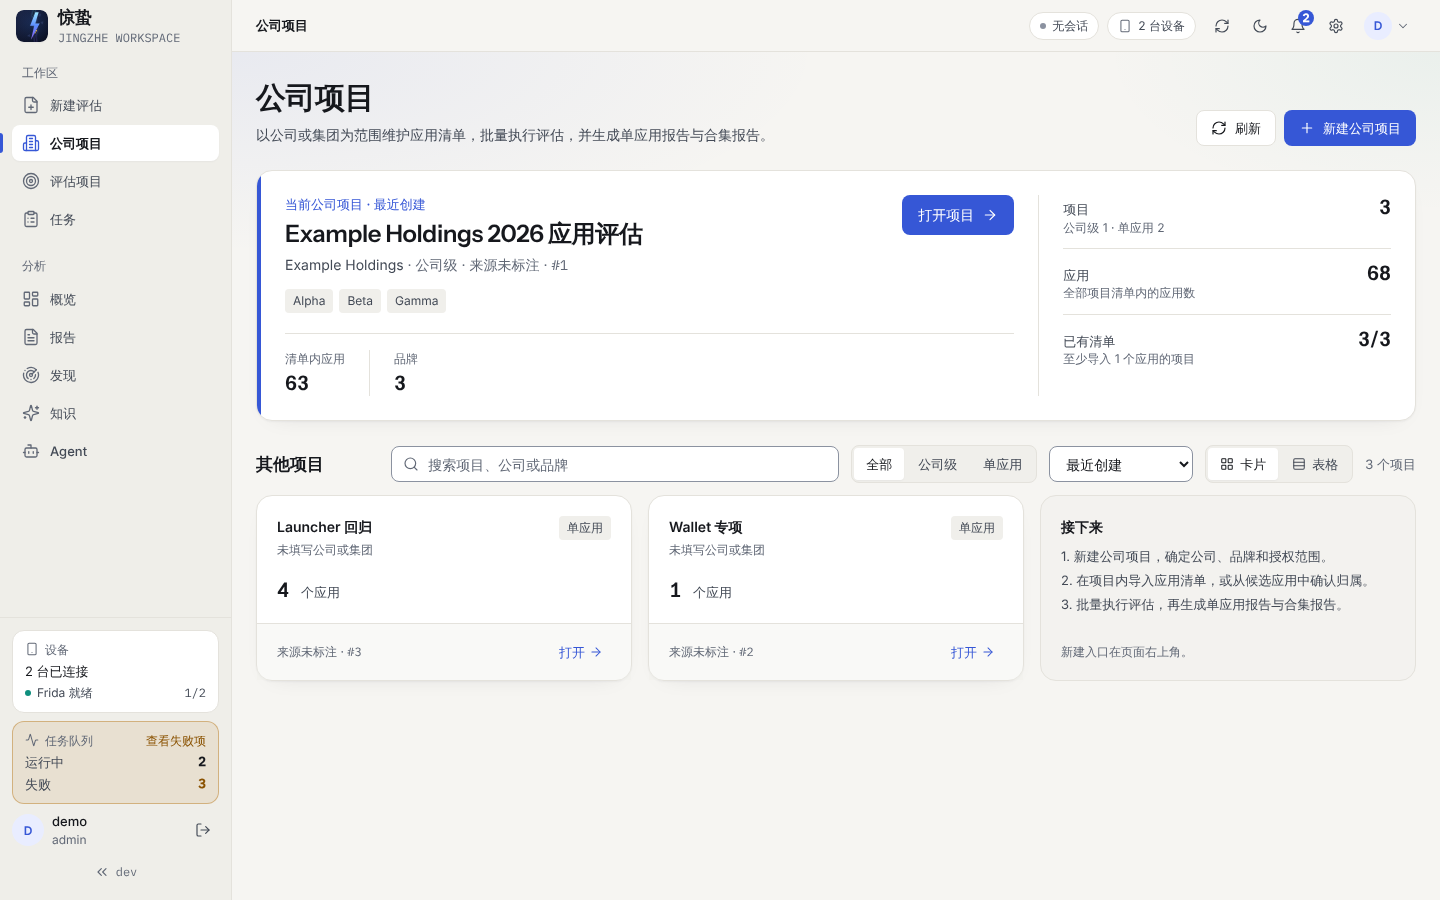 惊蛰
JINGZHE WORKSPACE
工作区
新建评估
公司项目
评估项目
任务
分析
概览
报告
发现
知识
Agent
设备
2 台已连接
Frida 就绪 1/2
任务队列 查看失败项
运行中 2
失败 3
D demo
admin
dev
公司项目
无会话 2 台设备 2 D
公司项目
以公司或集团为范围维护应用清单，批量执行评估，并生成单应用报告与合集报告。
刷新 新建公司项目
当前公司项目 · 最近创建
Example Holdings 2026 应用评估
Example Holdings · 公司级 · 来源未标注 · #1
Alpha Beta Gamma
打开项目
清单内应用 品牌
63 3
项目 3
公司级 1 · 单应用 2
应用 68
全部项目清单内的应用数
已有清单 3/3
至少导入 1 个应用的项目
其他项目 搜索项目、公司或品牌 全部 公司级 单应用 最近创建 卡片 表格 3 个项目
Launcher 回归 单应用
未填写公司或集团
4 个应用
来源未标注 · #3 打开
Wallet 专项 单应用
未填写公司或集团
1 个应用
来源未标注 · #2 打开
接下来
1. 新建公司项目，确定公司、品牌和授权范围。
2. 在项目内导入应用清单，或从候选应用中确认归属。
3. 批量执行评估，再生成单应用报告与合集报告。
新建入口在页面右上角。